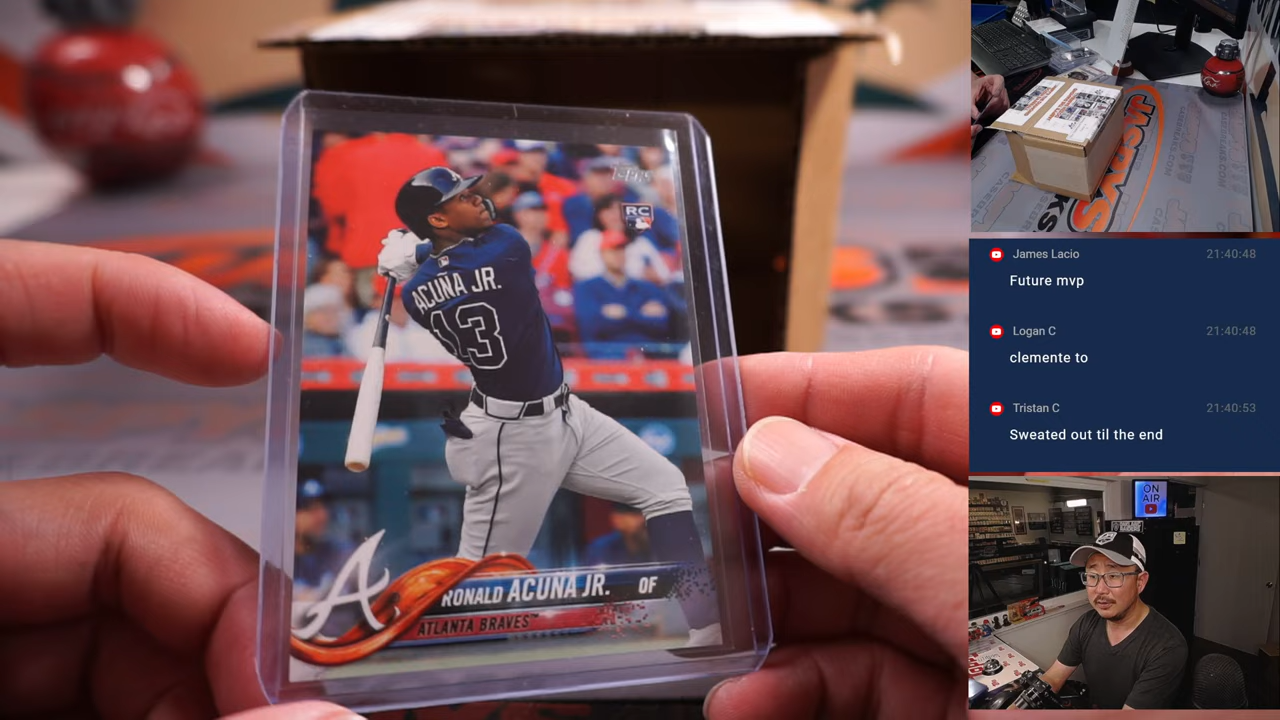 Topps
RC
ACUÑA JR.
13
RONALD ACUNA JR. OF
ATLANTA BRAVES
JASPYS
James Lacio 21:40:48
Future mvp
Logan C 21:40:48
clemente to
Tristan C 21:40:53
Sweated out til the end
ON
AIR